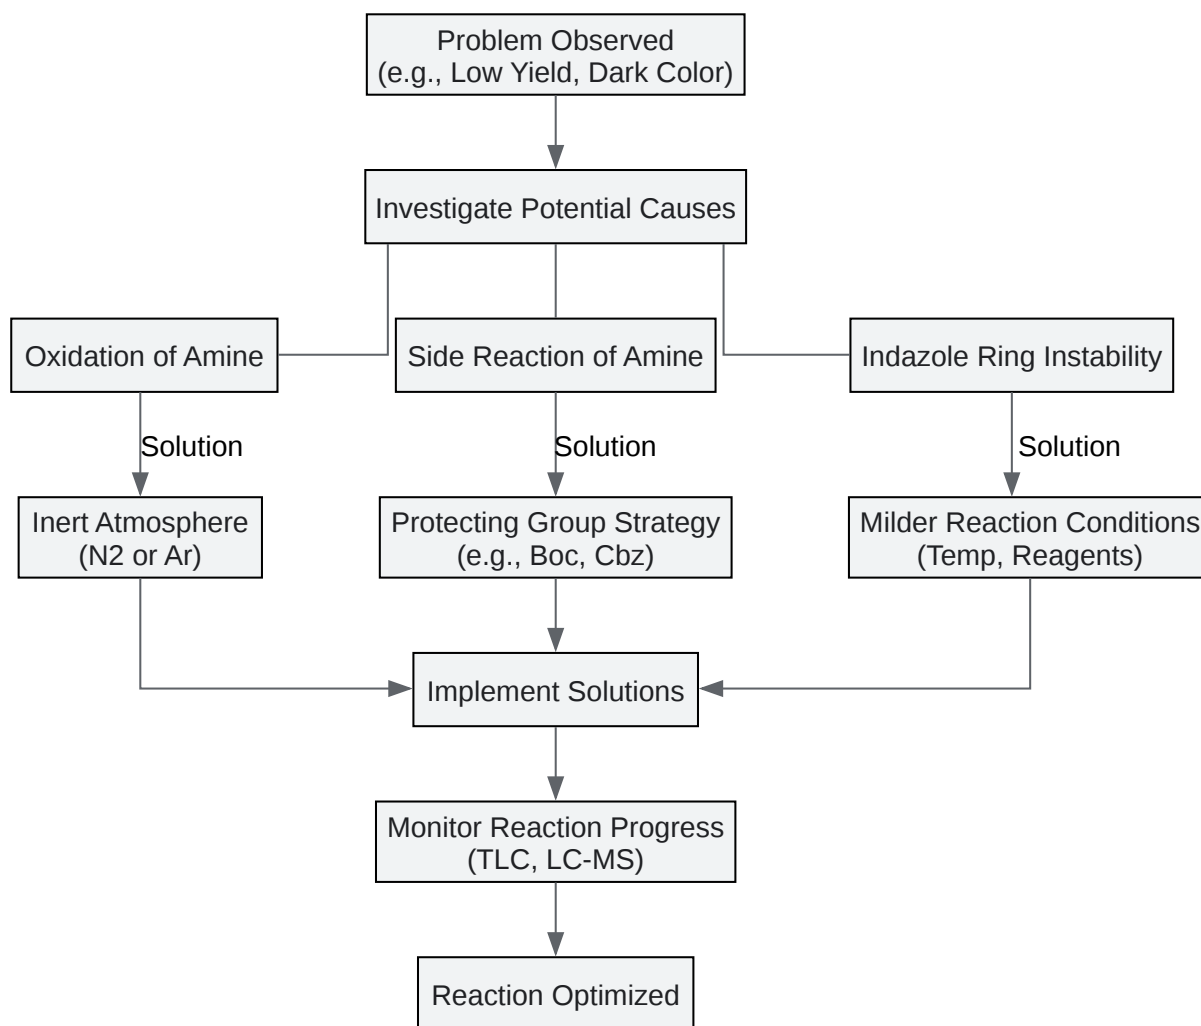 Problem Observed
(e.g., Low Yield, Dark Color)
Investigate Potential Causes
Oxidation of Amine
Side Reaction of Amine
Indazole Ring Instability
Solution
Solution
Solution
Inert Atmosphere
(N2 or Ar)
Protecting Group Strategy
(e.g., Boc, Cbz)
Milder Reaction Conditions
(Temp, Reagents)
Implement Solutions
Monitor Reaction Progress
(TLC, LC-MS)
Reaction Optimized